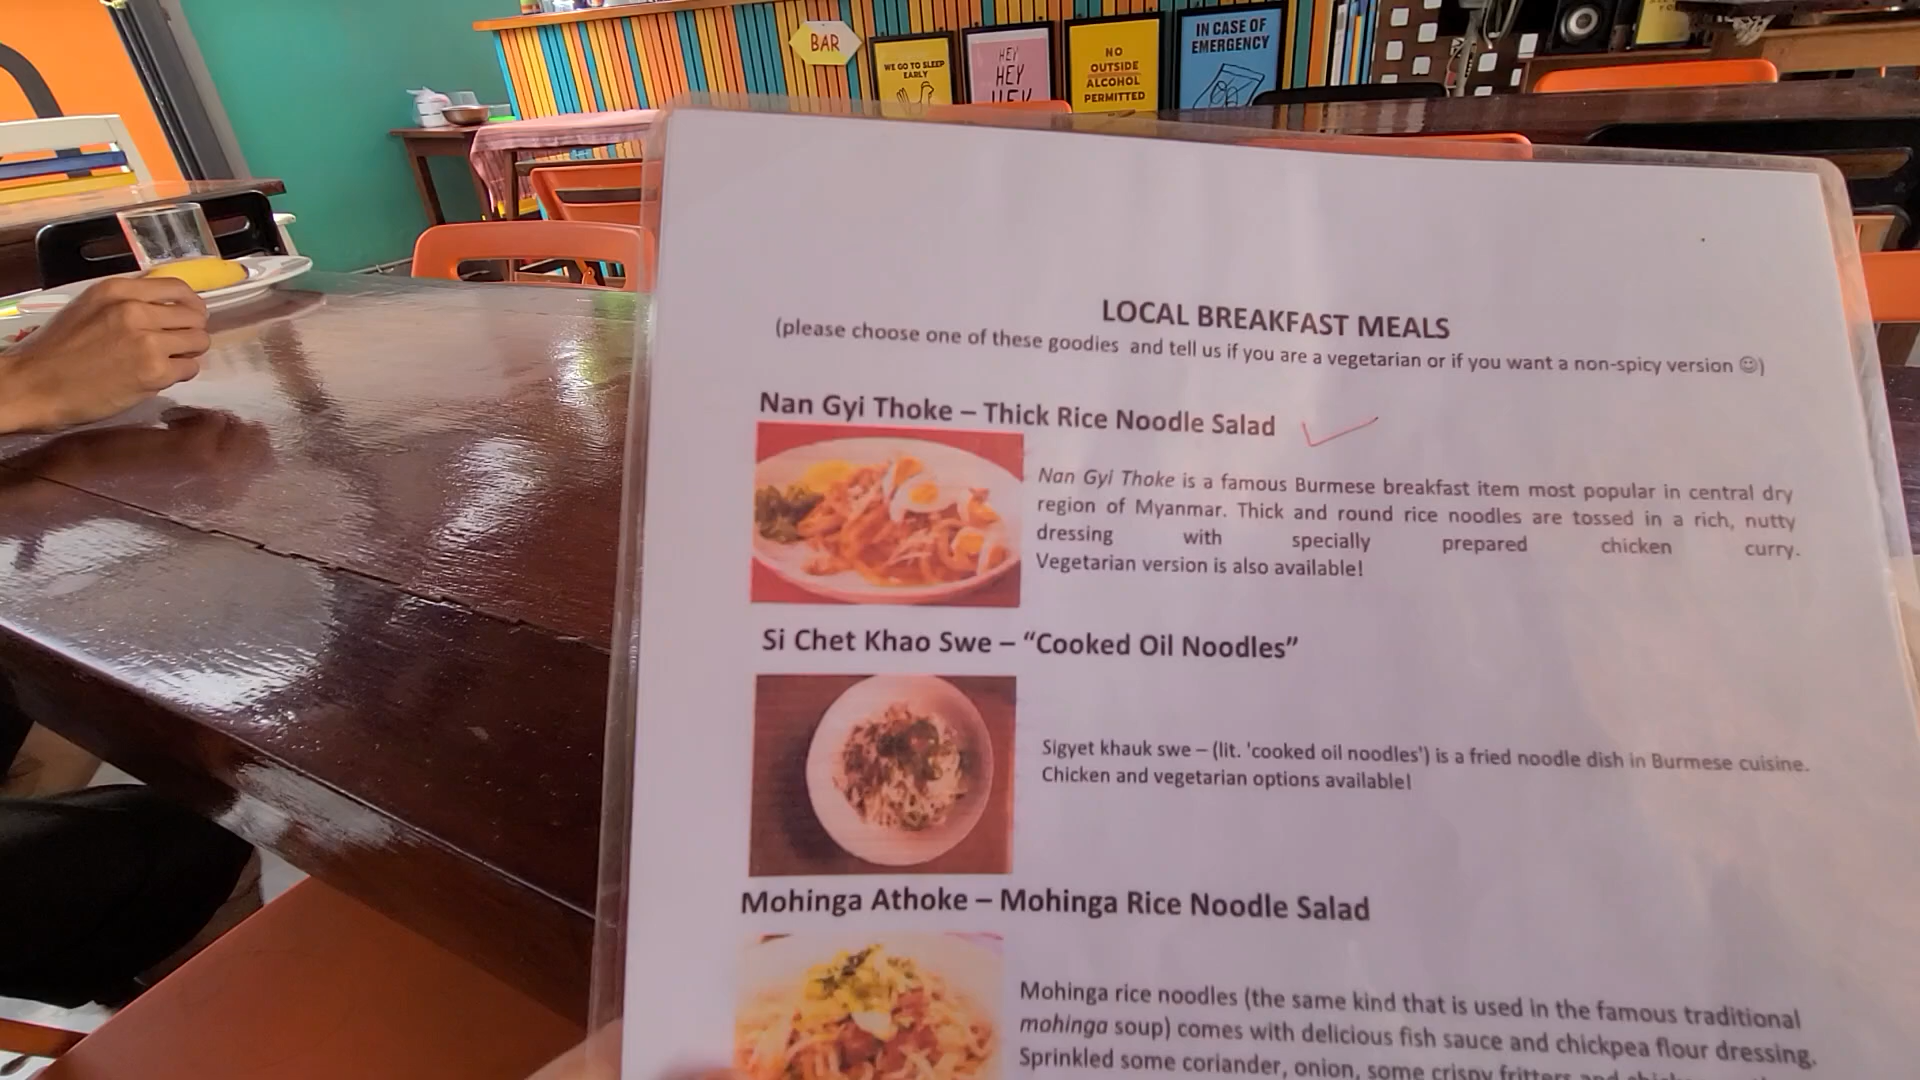 BAR
WE GO TO SLEEP
EARLY
HEY
HEY
HEY
NO
OUTSIDE
ALCOHOL
PERMITTED
IN CASE OF
EMERGENCY
LOCAL BREAKFAST MEALS
(please choose one of these goodies and tell us if you are a vegetarian or if you want a non-spicy version ☺)
Nan Gyi Thoke – Thick Rice Noodle Salad
Nan Gyi Thoke is a famous Burmese breakfast item most popular in central dry
region of Myanmar. Thick and round rice noodles are tossed in a rich, nutty
dressing with specially prepared chicken curry.
Vegetarian version is also available!
Si Chet Khao Swe – “Cooked Oil Noodles”
Sigyet khauk swe – (lit. 'cooked oil noodles') is a fried noodle dish in Burmese cuisine.
Chicken and vegetarian options available!
Mohinga Athoke – Mohinga Rice Noodle Salad
Mohinga rice noodles (the same kind that is used in the famous traditional
mohinga soup) comes with delicious fish sauce and chickpea flour dressing.
Sprinkled some coriander, onion, some crispy fritters and